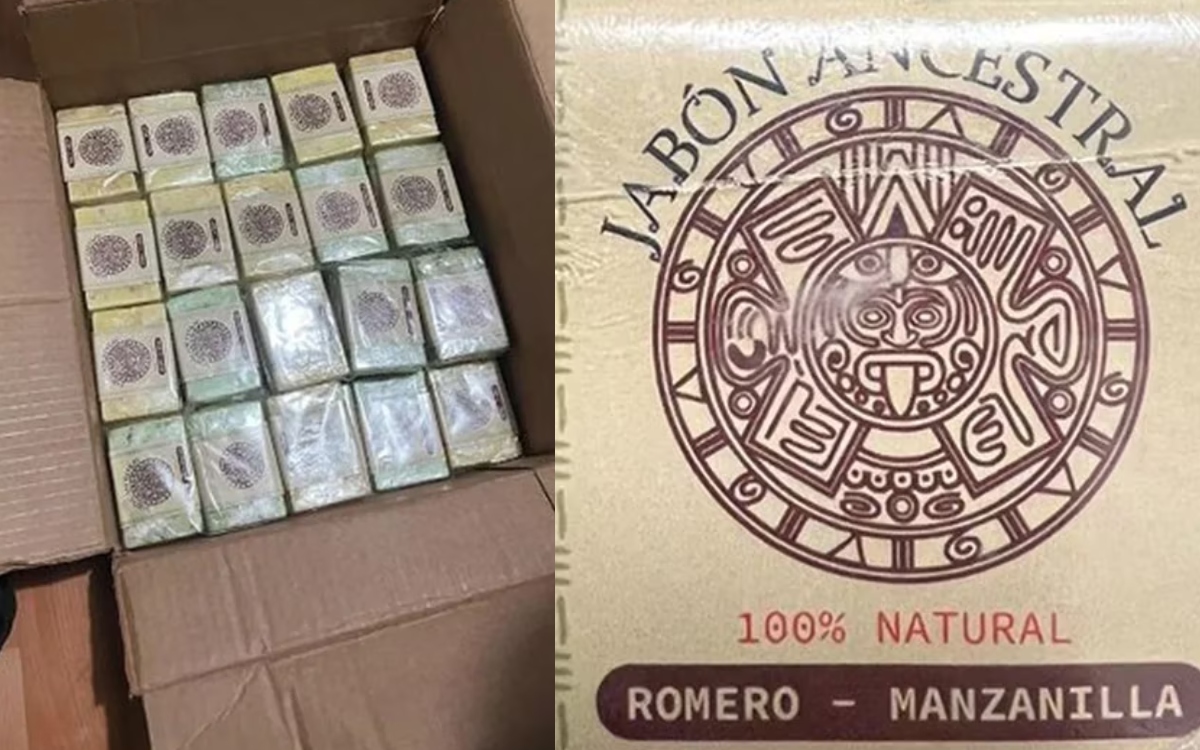 JABÓN ANCESTRAL
100% NATURAL
ROMERO - MANZANILLA